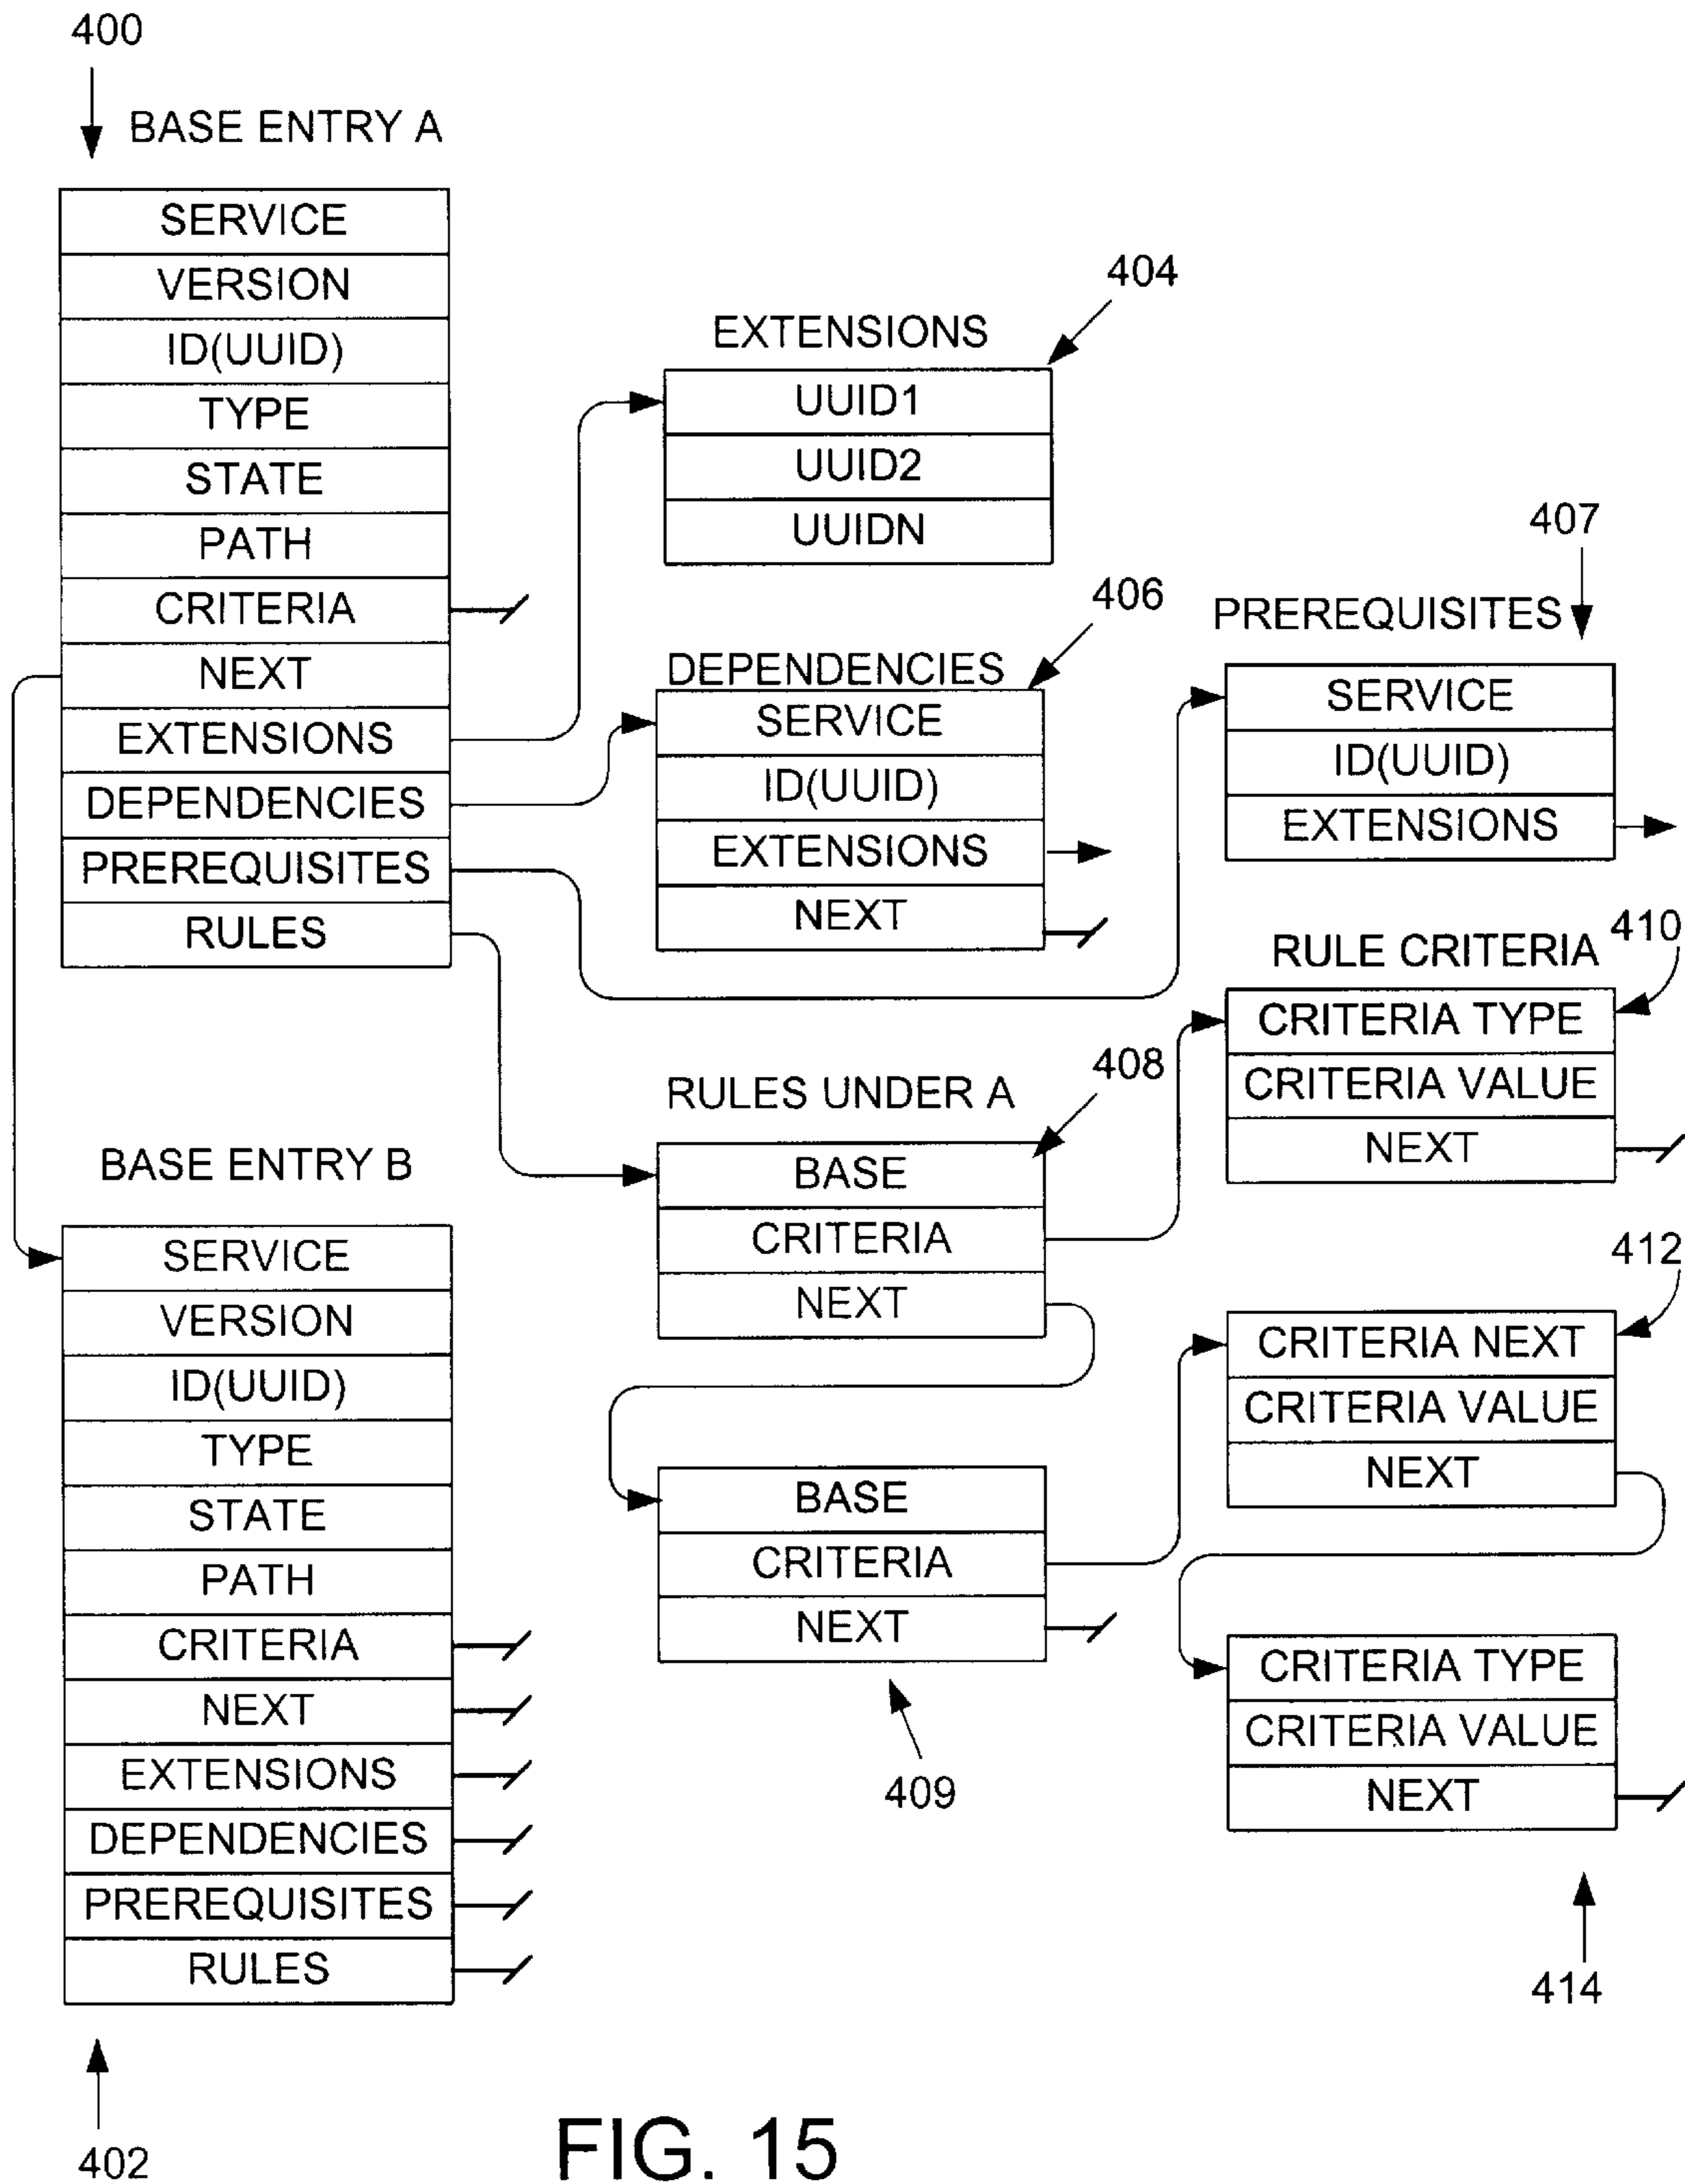 400
BASE ENTRY A
SERVICE
VERSION
ID(UUID)
TYPE
STATE
PATH
CRITERIA
NEXT
EXTENSIONS
DEPENDENCIES
PREREQUISITES
RULES
404
EXTENSIONS
UUID1
UUID2
UUIDN
406
DEPENDENCIES
SERVICE
ID(UUID)
EXTENSIONS
NEXT
407
PREREQUISITES
SERVICE
ID(UUID)
EXTENSIONS
410
RULE CRITERIA
CRITERIA TYPE
CRITERIA VALUE
NEXT
408
RULES UNDER A
BASE
CRITERIA
NEXT
412
CRITERIA NEXT
CRITERIA VALUE
NEXT
BASE
CRITERIA
NEXT
409
CRITERIA TYPE
CRITERIA VALUE
NEXT
414
BASE ENTRY B
SERVICE
VERSION
ID(UUID)
TYPE
STATE
PATH
CRITERIA
NEXT
EXTENSIONS
DEPENDENCIES
PREREQUISITES
RULES
402
FIG. 15